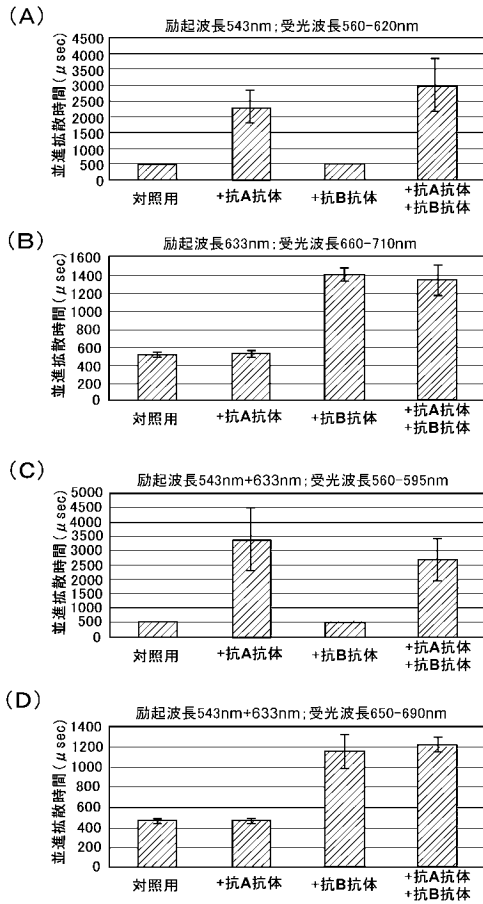 (A)
励起波長543nm;受光波長560-620nm
並進拡散時間(μsec)
4500
4000
3500
3000
2500
2000
1500
1000
500
0
対照用
+抗A抗体
+抗B抗体
+抗A抗体
+抗B抗体
(B)
励起波長633nm;受光波長660-710nm
並進拡散時間(μsec)
1600
1400
1200
1000
800
600
400
200
0
対照用
+抗A抗体
+抗B抗体
+抗A抗体
+抗B抗体
(C)
励起波長543nm+633nm;受光波長560-595nm
並進拡散時間(μsec)
5000
4500
4000
3500
3000
2500
2000
1500
1000
500
0
対照用
+抗A抗体
+抗B抗体
+抗A抗体
+抗B抗体
(D)
励起波長543nm+633nm;受光波長650-690nm
並進拡散時間(μsec)
1400
1200
1000
800
600
400
200
0
対照用
+抗A抗体
+抗B抗体
+抗A抗体
+抗B抗体